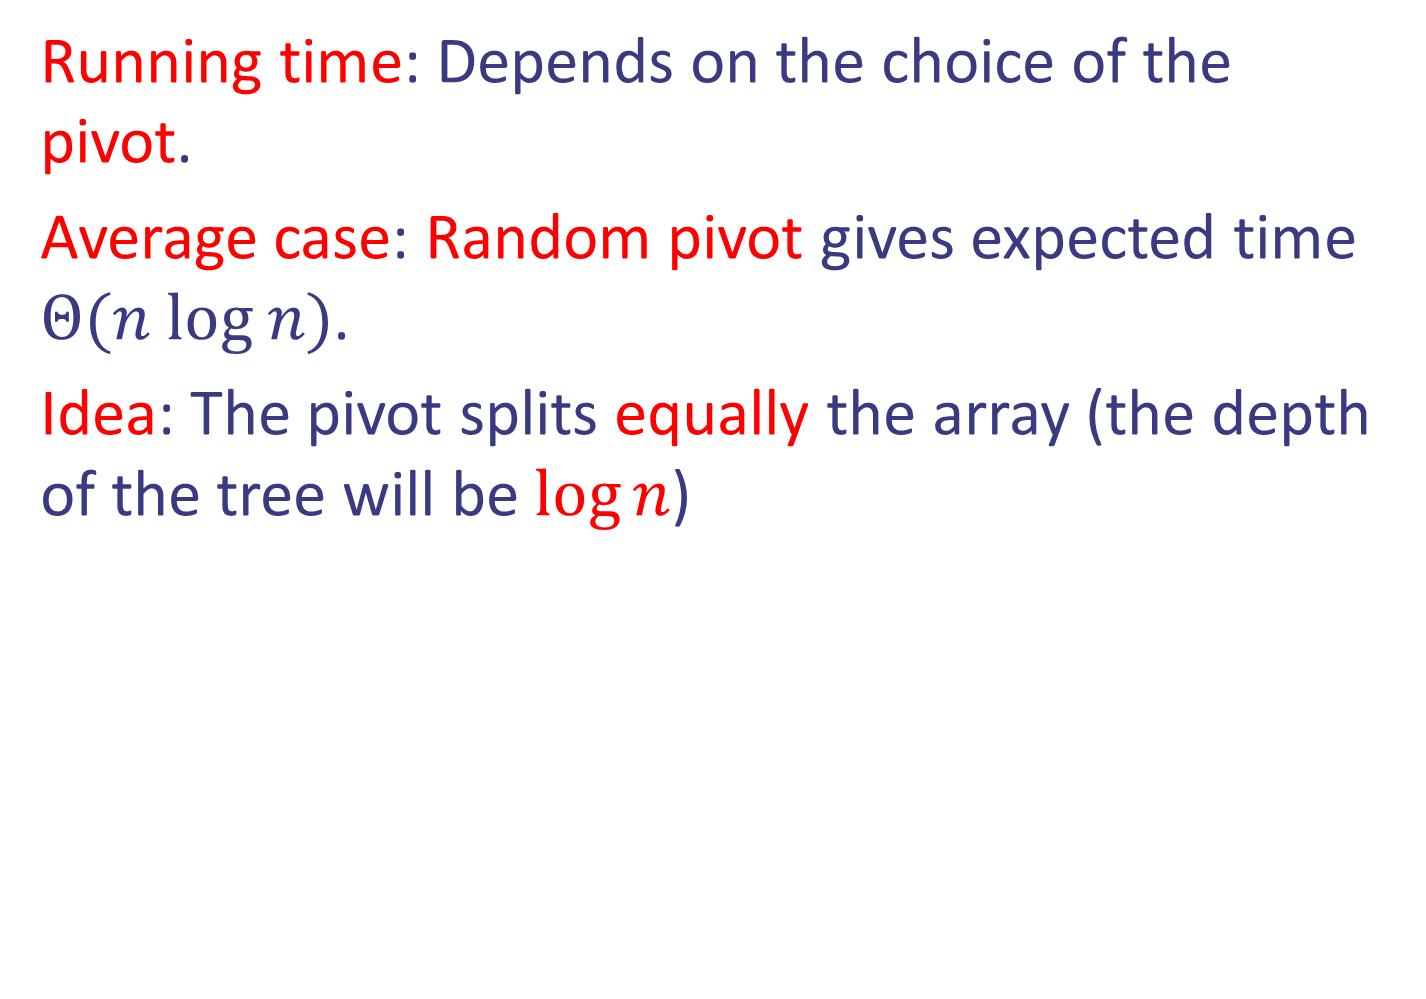 Running time: Depends on the choice of the
pivot.
Average case: Random pivot gives expected time
Θ(n log n).
Idea: The pivot splits equally the array (the depth
of the tree will be log n)